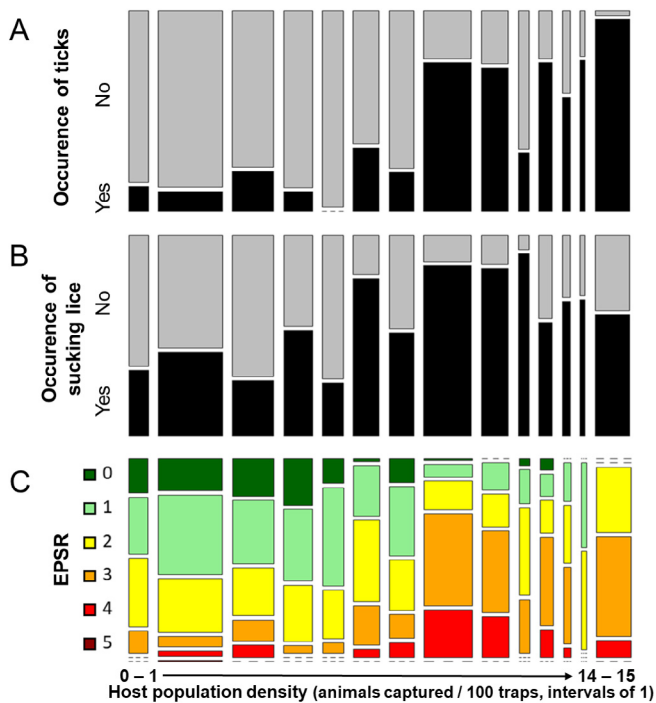 A
Occurence of ticks
No
Yes
B
Occurence of
sucking lice
No
Yes
C
EPSR
0
1
2
3
4
5
0 – 1
14 – 15
Host population density (animals captured / 100 traps, intervals of 1)